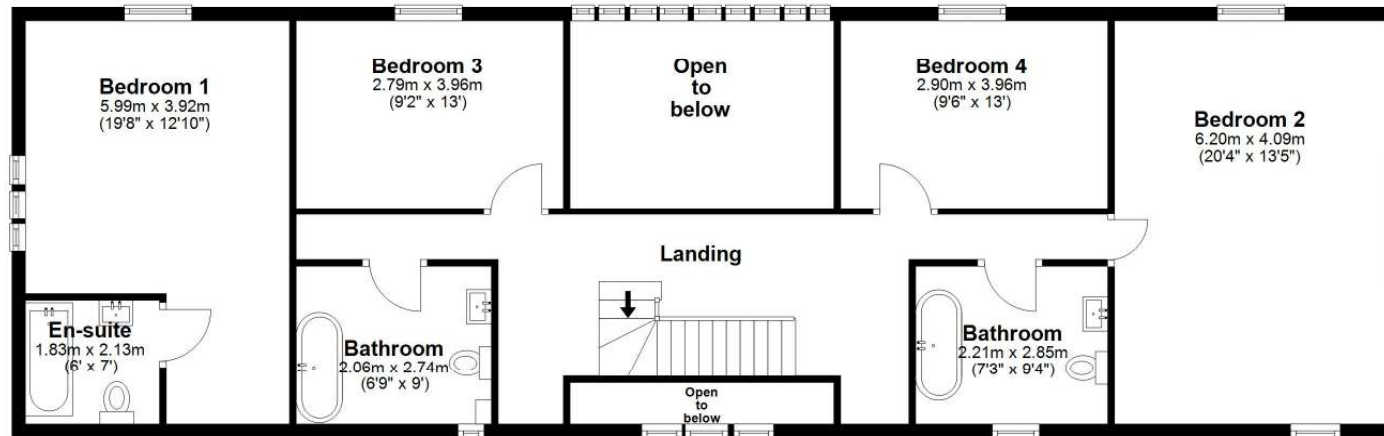 Bedroom 1
5.99m x 3.92m
(19'8" x 12'10")
Bedroom 3
2.79m x 3.96m
(9'2" x 13')
Open
to
below
Bedroom 4
2.90m x 3.96m
(9'6" x 13')
Bedroom 2
6.20m x 4.09m
(20'4" x 13'5")
Landing
En-suite
1.83m x 2.13m
(6' x 7')
Bathroom
2.06m x 2.74m
(6'9" x 9')
Open
to
below
Bathroom
2.21m x 2.85m
(7'3" x 9'4")